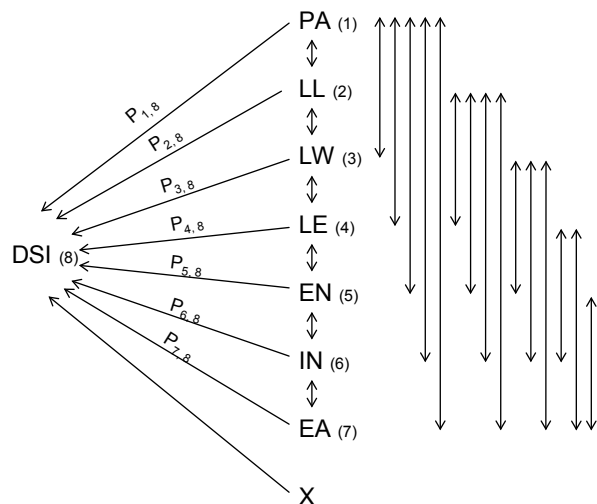 PA (1)
P1,8
LL (2)
P2,8
LW (3)
P3,8
LE (4)
P4,8
DSI (8)
P5,8
EN (5)
P6,8
IN (6)
P7,8
EA (7)
X